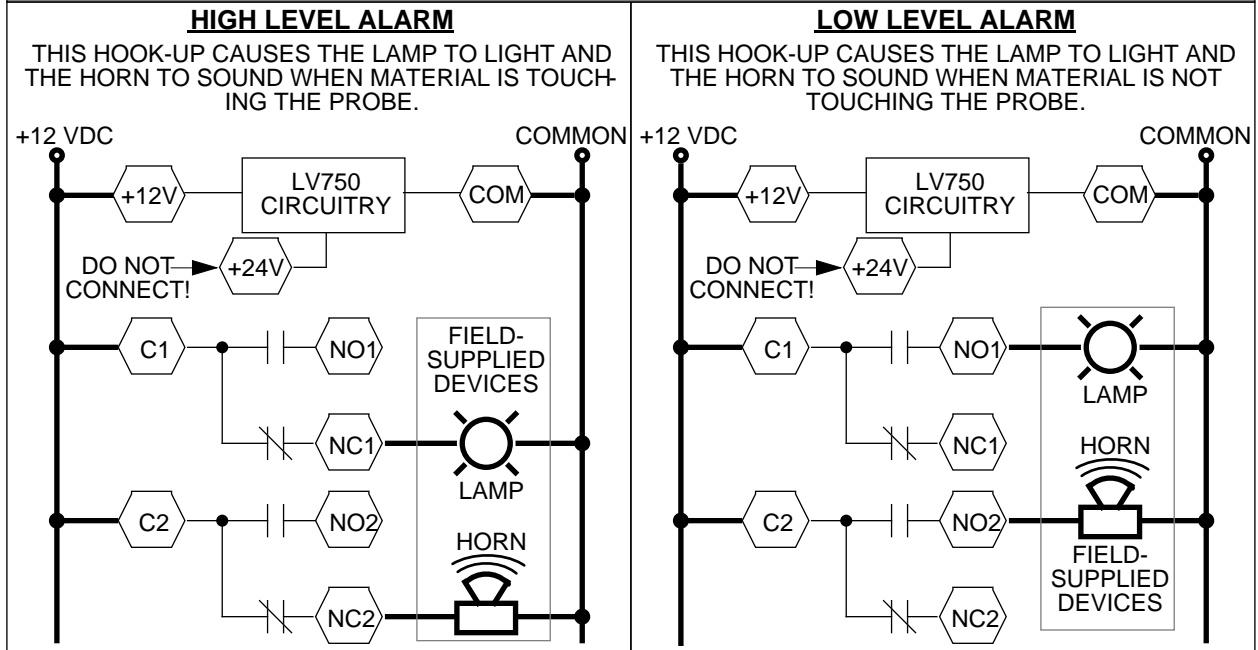 HIGH LEVEL ALARM
THIS HOOK-UP CAUSES THE LAMP TO LIGHT AND
THE HORN TO SOUND WHEN MATERIAL IS TOUCH-
ING THE PROBE.
+12 VDC
COMMON
+12V
LV750
CIRCUITRY
COM
DO NOT
CONNECT!
+24V
C1
NO1
FIELD-
SUPPLIED
DEVICES
NC1
LAMP
C2
NO2
HORN
NC2
LOW LEVEL ALARM
THIS HOOK-UP CAUSES THE LAMP TO LIGHT AND
THE HORN TO SOUND WHEN MATERIAL IS NOT
TOUCHING THE PROBE.
+12 VDC
COMMON
+12V
LV750
CIRCUITRY
COM
DO NOT
CONNECT!
+24V
C1
NO1
LAMP
NC1
HORN
C2
NO2
FIELD-
SUPPLIED
DEVICES
NC2